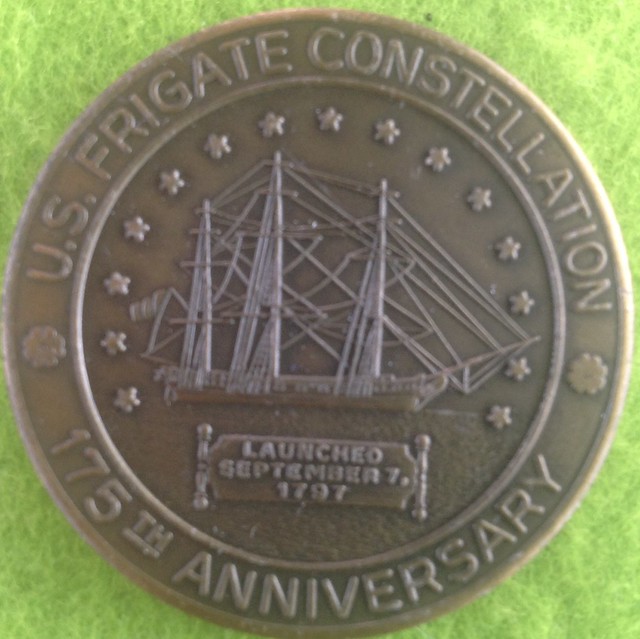 U.S. FRIGATE CONSTELLATION
LAUNCHED
SEPTEMBER 7,
1797
175TH ANNIVERSARY